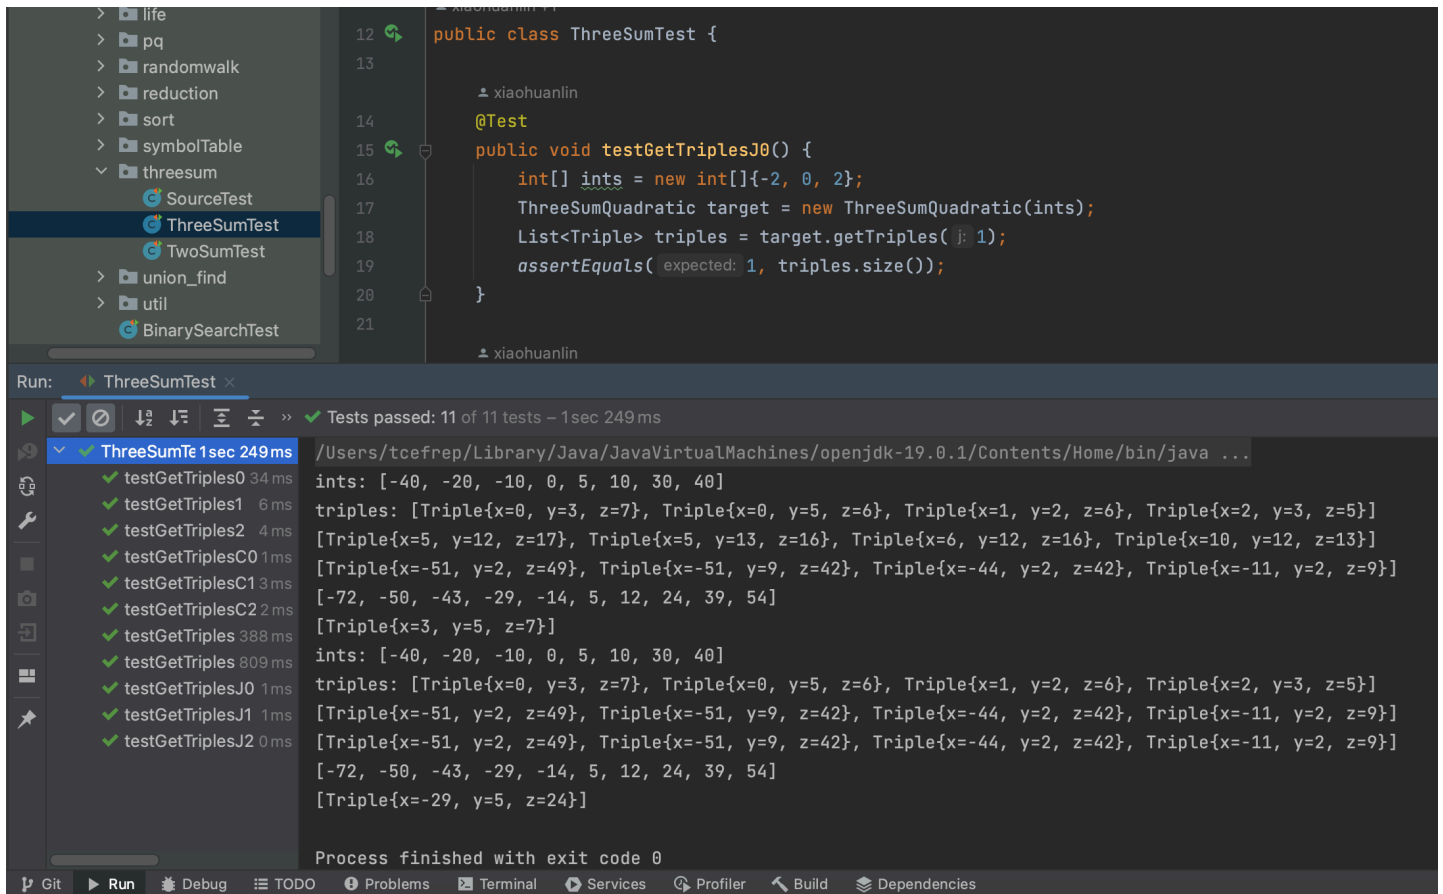 life
pq
randomwalk
reduction
sort
symbolTable
threesum
SourceTest
ThreeSumTest
TwoSumTest
union_find
util
BinarySearchTest
xiaohuanlin +1
12 public class ThreeSumTest {
13
xiaohuanlin
14 @Test
15 public void testGetTriplesJ0() {
16 int[] ints = new int[]{-2, 0, 2};
17 ThreeSumQuadratic target = new ThreeSumQuadratic(ints);
18 List<Triple> triples = target.getTriples( j: 1);
19 assertEquals( expected: 1, triples.size());
20 }
21
xiaohuanlin
Run: ThreeSumTest ×
» Tests passed: 11 of 11 tests – 1 sec 249 ms
ThreeSumTe 1 sec 249 ms
testGetTriples0 34 ms
testGetTriples1 6 ms
testGetTriples2 4 ms
testGetTriplesC0 1 ms
testGetTriplesC1 3 ms
testGetTriplesC2 2 ms
testGetTriples 388 ms
testGetTriples 809 ms
testGetTriplesJ0 1 ms
testGetTriplesJ1 1 ms
testGetTriplesJ2 0 ms
/Users/tcefrep/Library/Java/JavaVirtualMachines/openjdk-19.0.1/Contents/Home/bin/java ...
ints: [-40, -20, -10, 0, 5, 10, 30, 40]
triples: [Triple{x=0, y=3, z=7}, Triple{x=0, y=5, z=6}, Triple{x=1, y=2, z=6}, Triple{x=2, y=3, z=5}]
[Triple{x=5, y=12, z=17}, Triple{x=5, y=13, z=16}, Triple{x=6, y=12, z=16}, Triple{x=10, y=12, z=13}]
[Triple{x=-51, y=2, z=49}, Triple{x=-51, y=9, z=42}, Triple{x=-44, y=2, z=42}, Triple{x=-11, y=2, z=9}]
[-72, -50, -43, -29, -14, 5, 12, 24, 39, 54]
[Triple{x=3, y=5, z=7}]
ints: [-40, -20, -10, 0, 5, 10, 30, 40]
triples: [Triple{x=0, y=3, z=7}, Triple{x=0, y=5, z=6}, Triple{x=1, y=2, z=6}, Triple{x=2, y=3, z=5}]
[Triple{x=-51, y=2, z=49}, Triple{x=-51, y=9, z=42}, Triple{x=-44, y=2, z=42}, Triple{x=-11, y=2, z=9}]
[Triple{x=-51, y=2, z=49}, Triple{x=-51, y=9, z=42}, Triple{x=-44, y=2, z=42}, Triple{x=-11, y=2, z=9}]
[-72, -50, -43, -29, -14, 5, 12, 24, 39, 54]
[Triple{x=-29, y=5, z=24}]
Process finished with exit code 0
Git Run Debug TODO Problems Terminal Services Profiler Build Dependencies